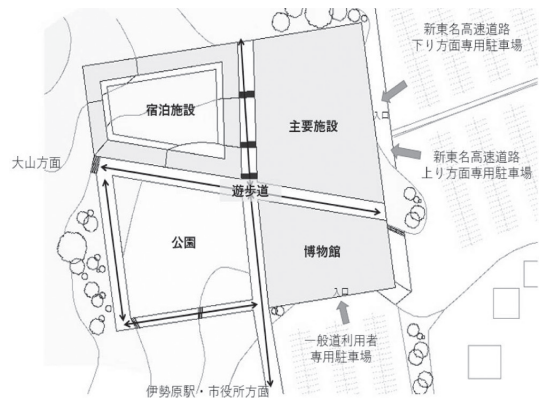 新東名高速道路
下り方面専用駐車場
宿泊施設
主要施設
入口
大山方面
新東名高速道路
上り方面専用駐車場
遊歩道
公園
博物館
入口
一般道利用者
専用駐車場
伊勢原駅・市役所方面